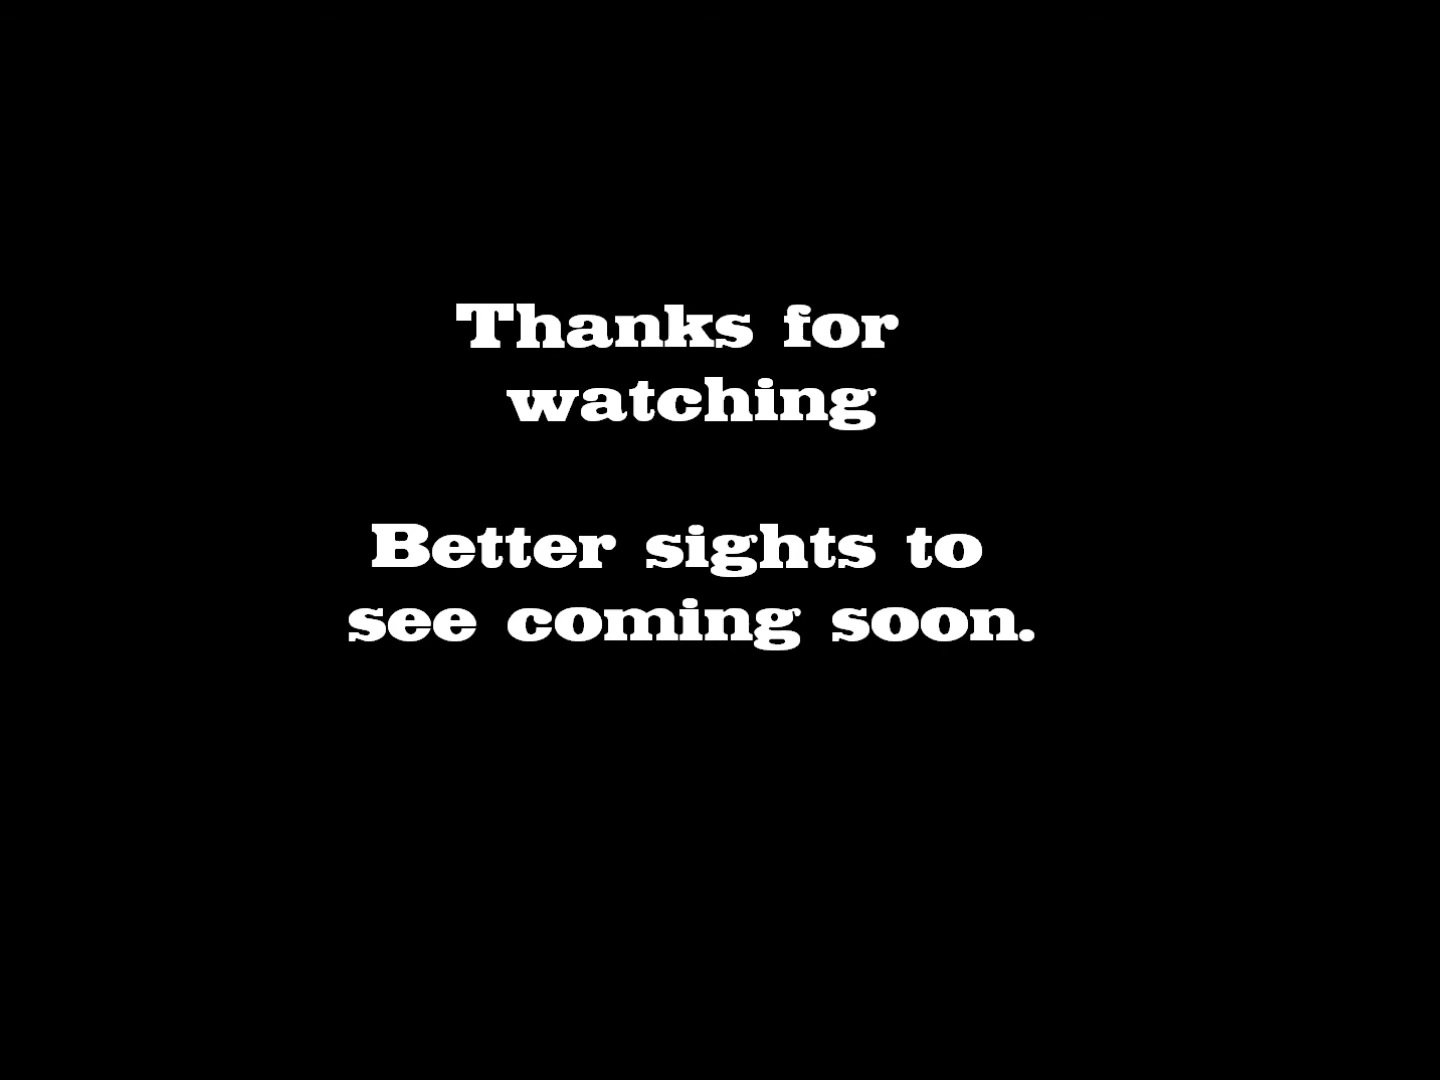 Thanks for
watching
Better sights to
see coming soon.